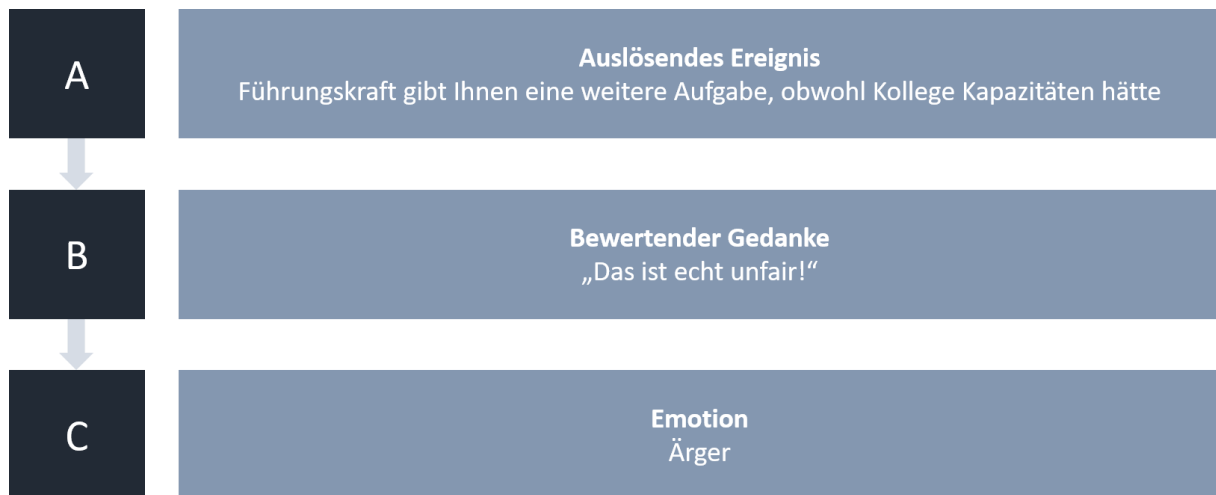 A
Auslösendes Ereignis
Führungskraft gibt Ihnen eine weitere Aufgabe, obwohl Kollege Kapazitäten hätte
B
Bewertender Gedanke
„Das ist echt unfair!“
C
Emotion
Ärger